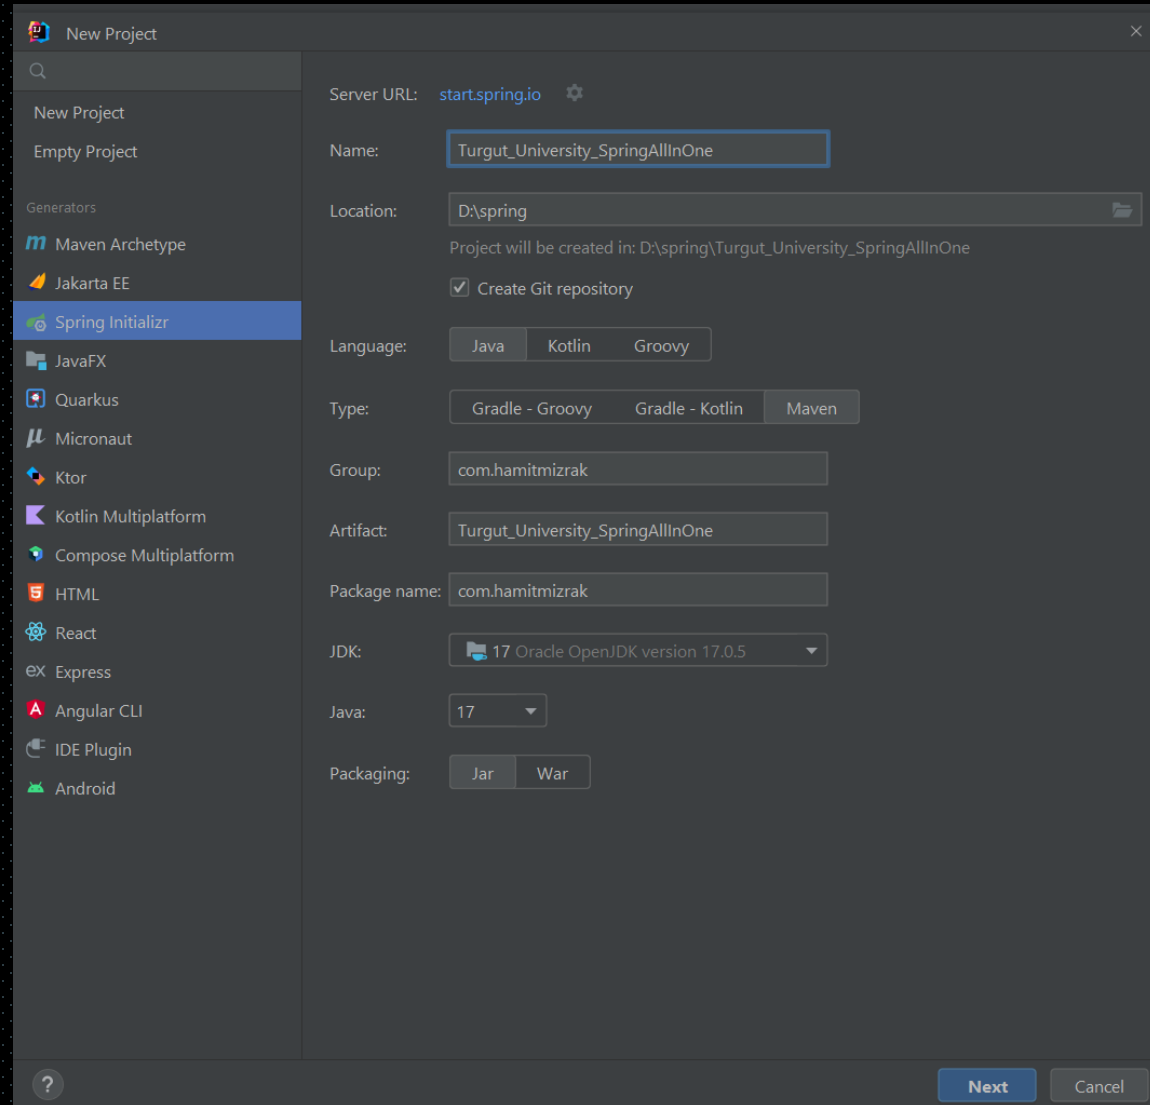 New Project
New Project
Empty Project
Generators
Maven Archetype
Jakarta EE
Spring Initializr
JavaFX
Quarkus
Micronaut
Ktor
Kotlin Multiplatform
Compose Multiplatform
HTML
React
ex Express
Angular CLI
IDE Plugin
Android
Server URL: start.spring.io
Name: Turgut_University_SpringAllInOne
Location: D:\spring
Project will be created in: D:\spring\Turgut_University_SpringAllInOne
Create Git repository
Language: Java Kotlin Groovy
Type: Gradle - Groovy Gradle - Kotlin Maven
Group: com.hamitmizrak
Artifact: Turgut_University_SpringAllInOne
Package name: com.hamitmizrak
JDK: 17 Oracle OpenJDK version 17.0.5
Java: 17
Packaging: Jar War
? Next Cancel